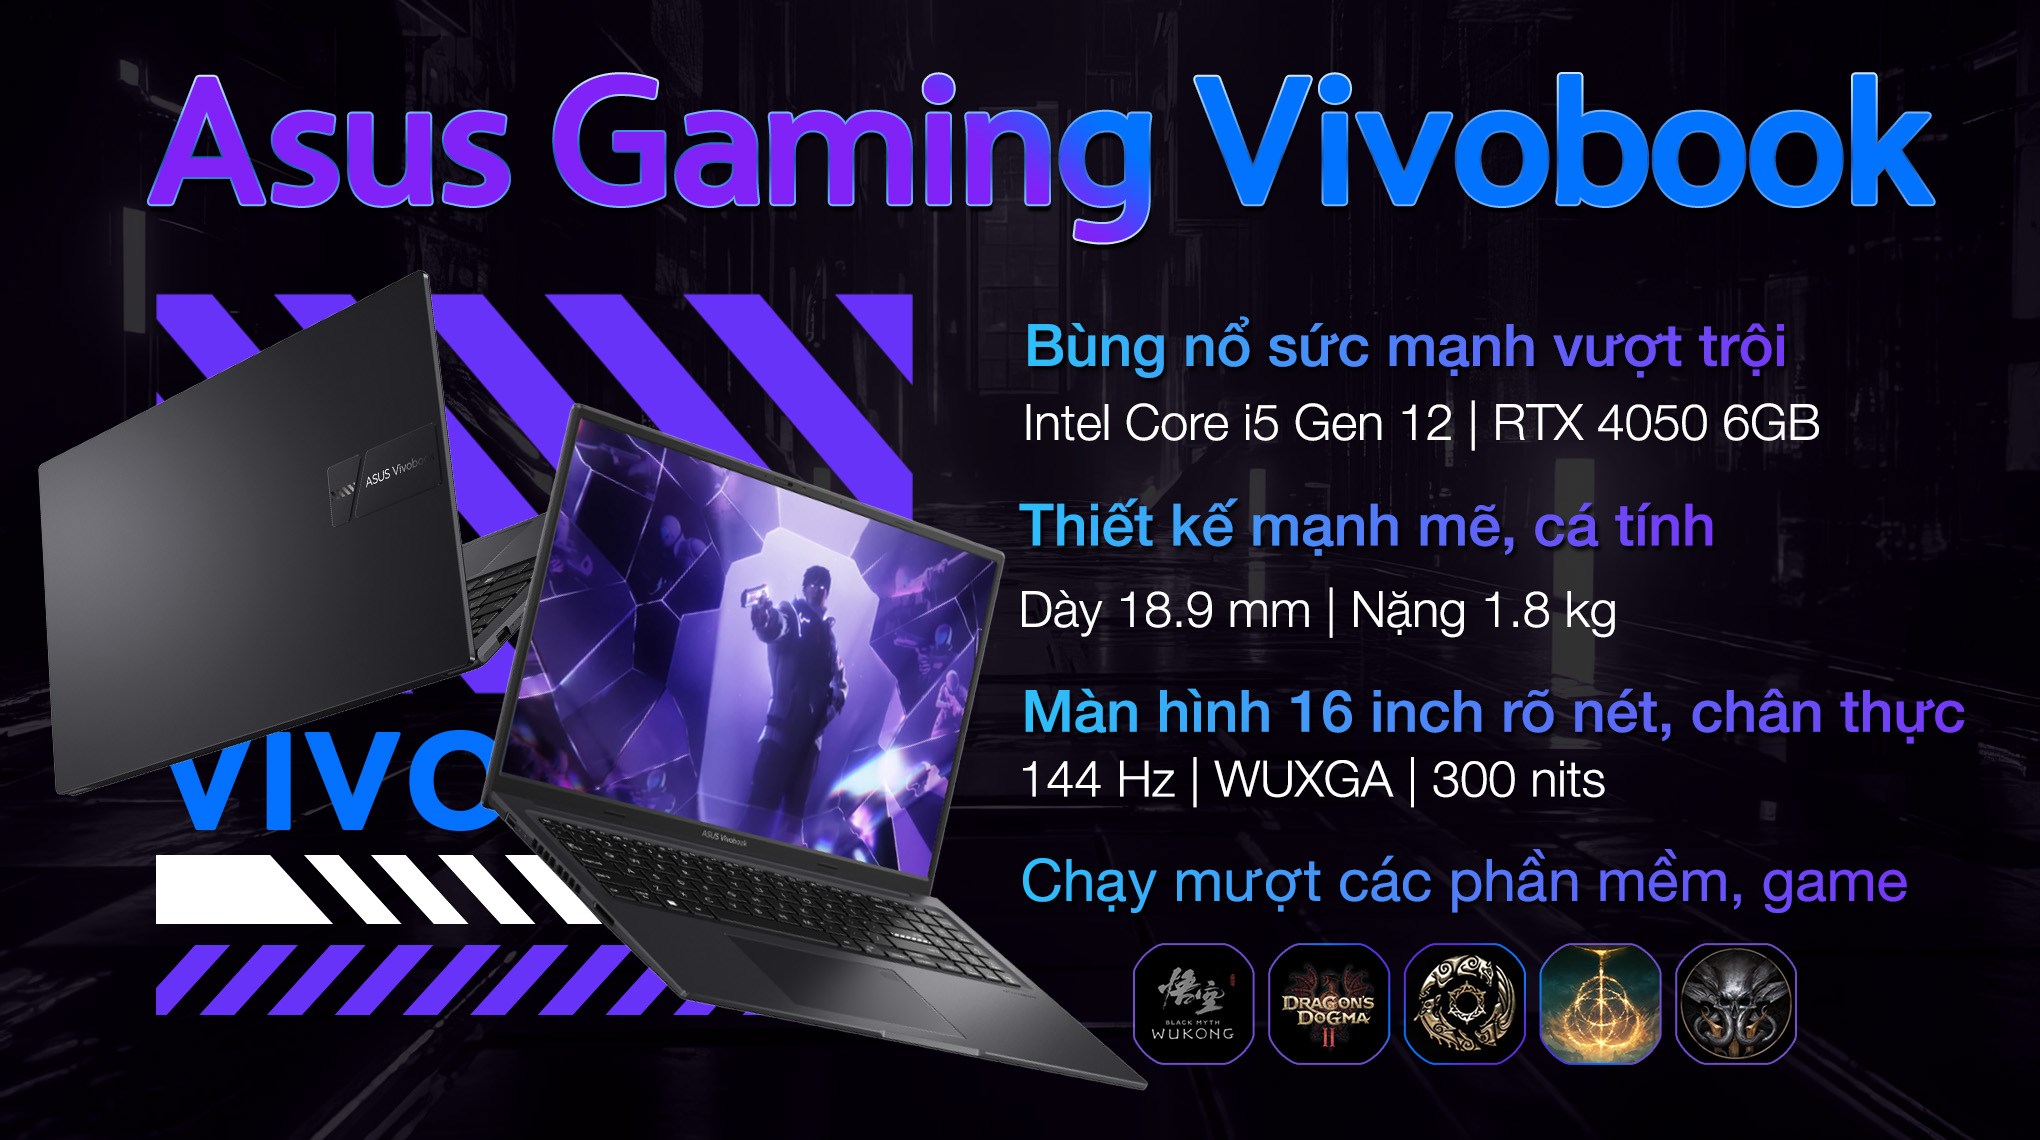 Asus Gaming Vivobook
Bùng nổ sức mạnh vượt trội
Intel Core i5 Gen 12 | RTX 4050 6GB
Thiết kế mạnh mẽ, cá tính
Dày 18.9 mm | Nặng 1.8 kg
Màn hình 16 inch rõ nét, chân thực
144 Hz | WUXGA | 300 nits
Chạy mượt các phần mềm, game
ASUS Vivobo
VIVO
ASUS Vivobook
悟空
BLACK MYTH
WUKONG
DRAGON'S
DOGMA
II